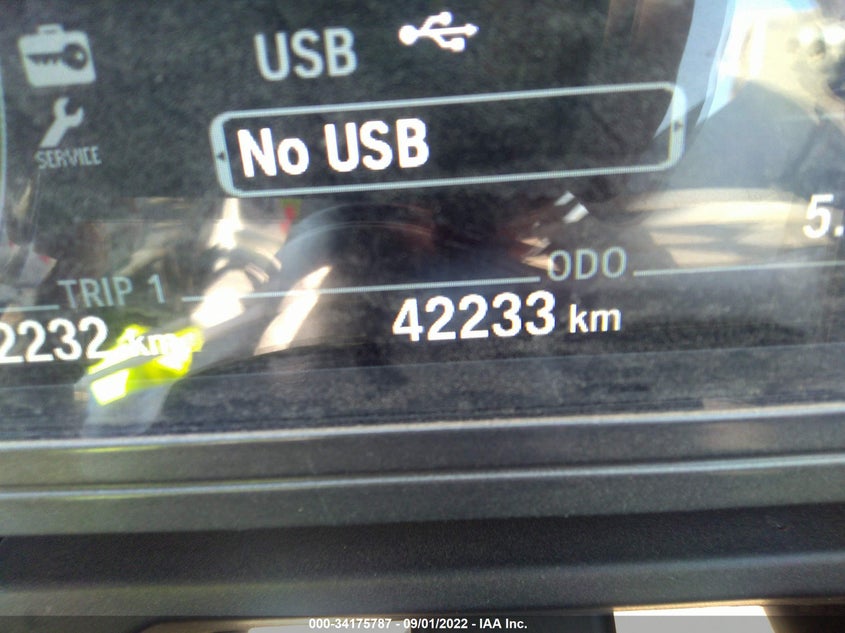 USB
SERVICE
No USB
5.
TRIP 1
ODO
2232 km
42233 km
000-34175787 - 09/01/2022 - IAA Inc.